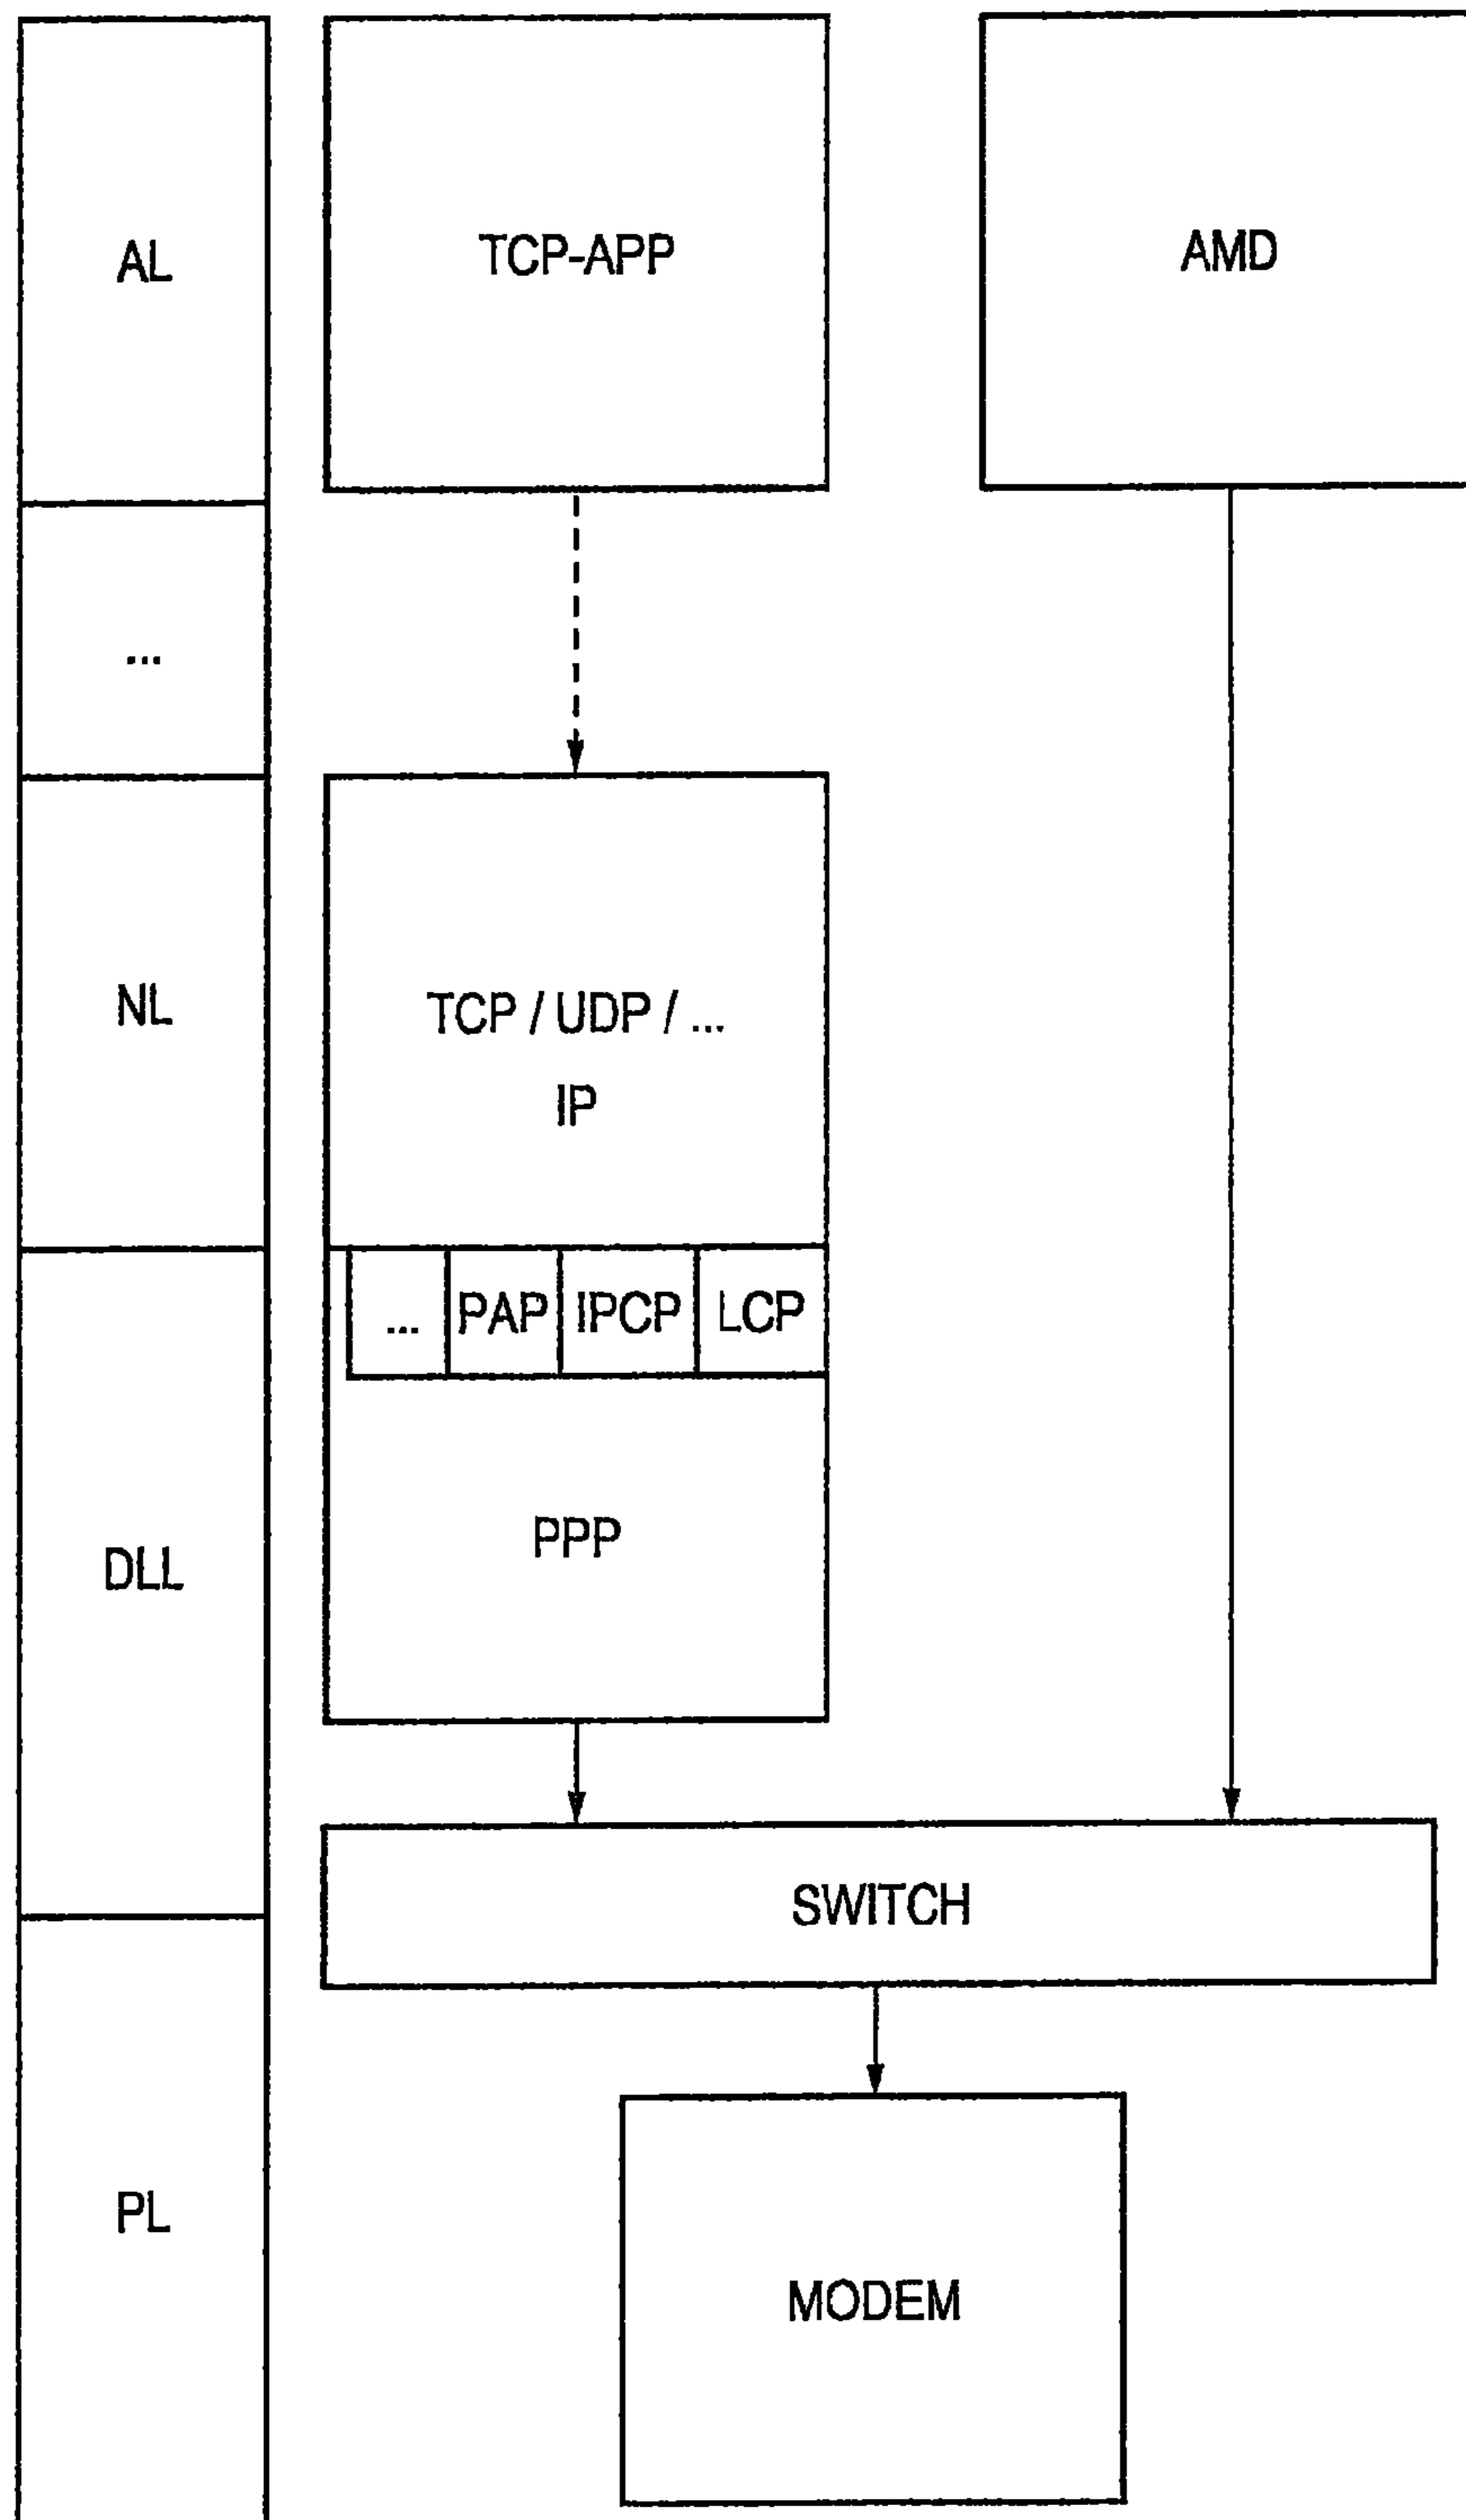 AL
TCP-APP
AMD
...
NL
TCP / UDP / ...
IP
... PAP IPCP LCP
PPP
DLL
SWITCH
PL
MODEM